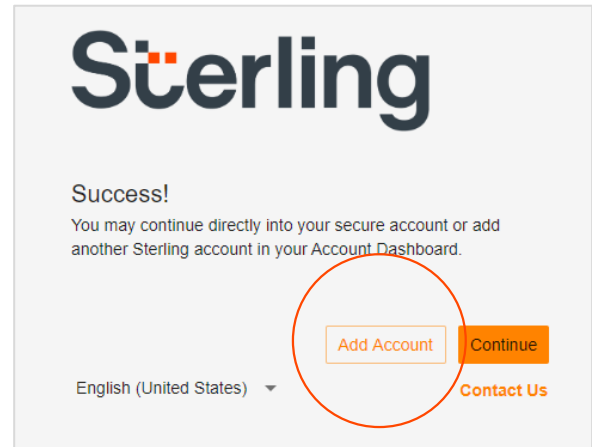 Sterling
Success!
You may continue directly into your secure account or add
another Sterling account in your Account Dashboard.
Add Account Continue
English (United States) Contact Us